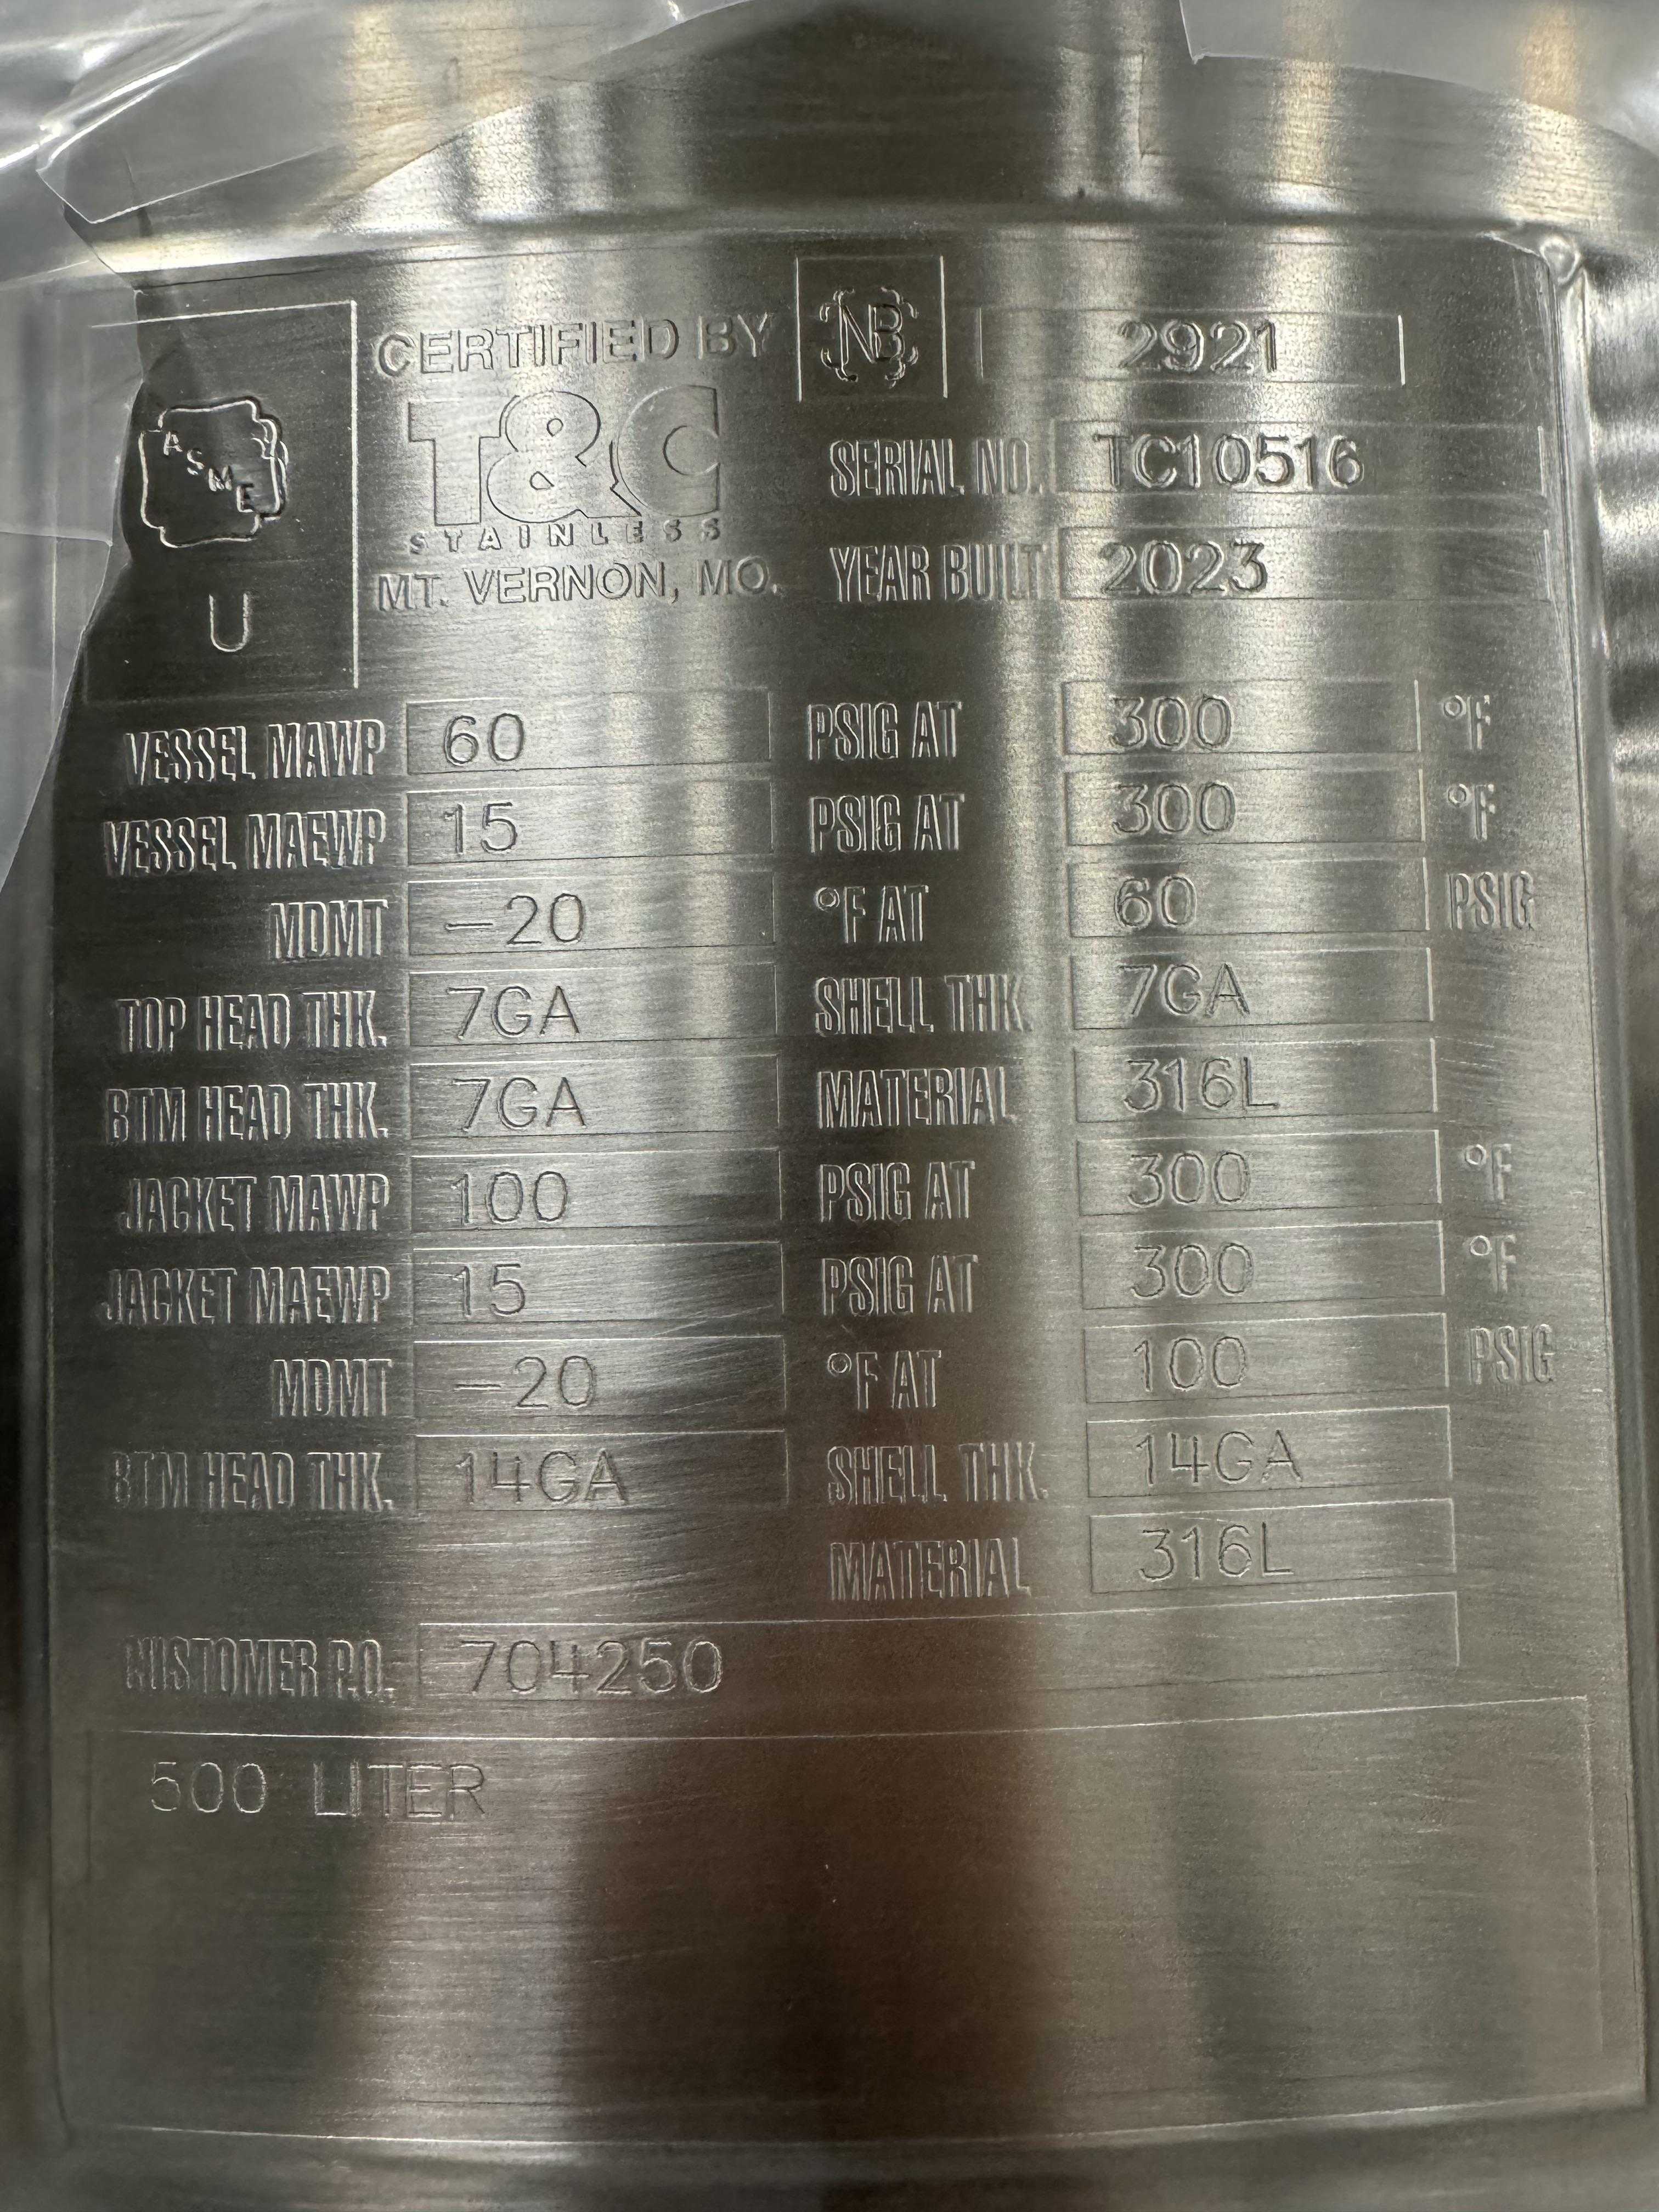 ASME
U
CERTIFIED BY
T&C
STAINLESS
MT. VERNON, MO.
NB 2921
SERIAL NO. TC10516
YEAR BUILT 2023
VESSEL MAWP 60 PSIG AT 300 °F
VESSEL MAEWP 15 PSIG AT 300 °F
MDMT -20 °F AT 60 PSIG
TOP HEAD THK. 7GA SHELL THK. 7GA
BTM HEAD THK. 7GA MATERIAL 316L
JACKET MAWP 100 PSIG AT 300 °F
JACKET MAEWP 15 PSIG AT 300 °F
MDMT -20 °F AT 100 PSIG
BTM HEAD THK. 14GA SHELL THK. 14GA
MATERIAL 316L
CUSTOMER P.O. 704250
500 LITER